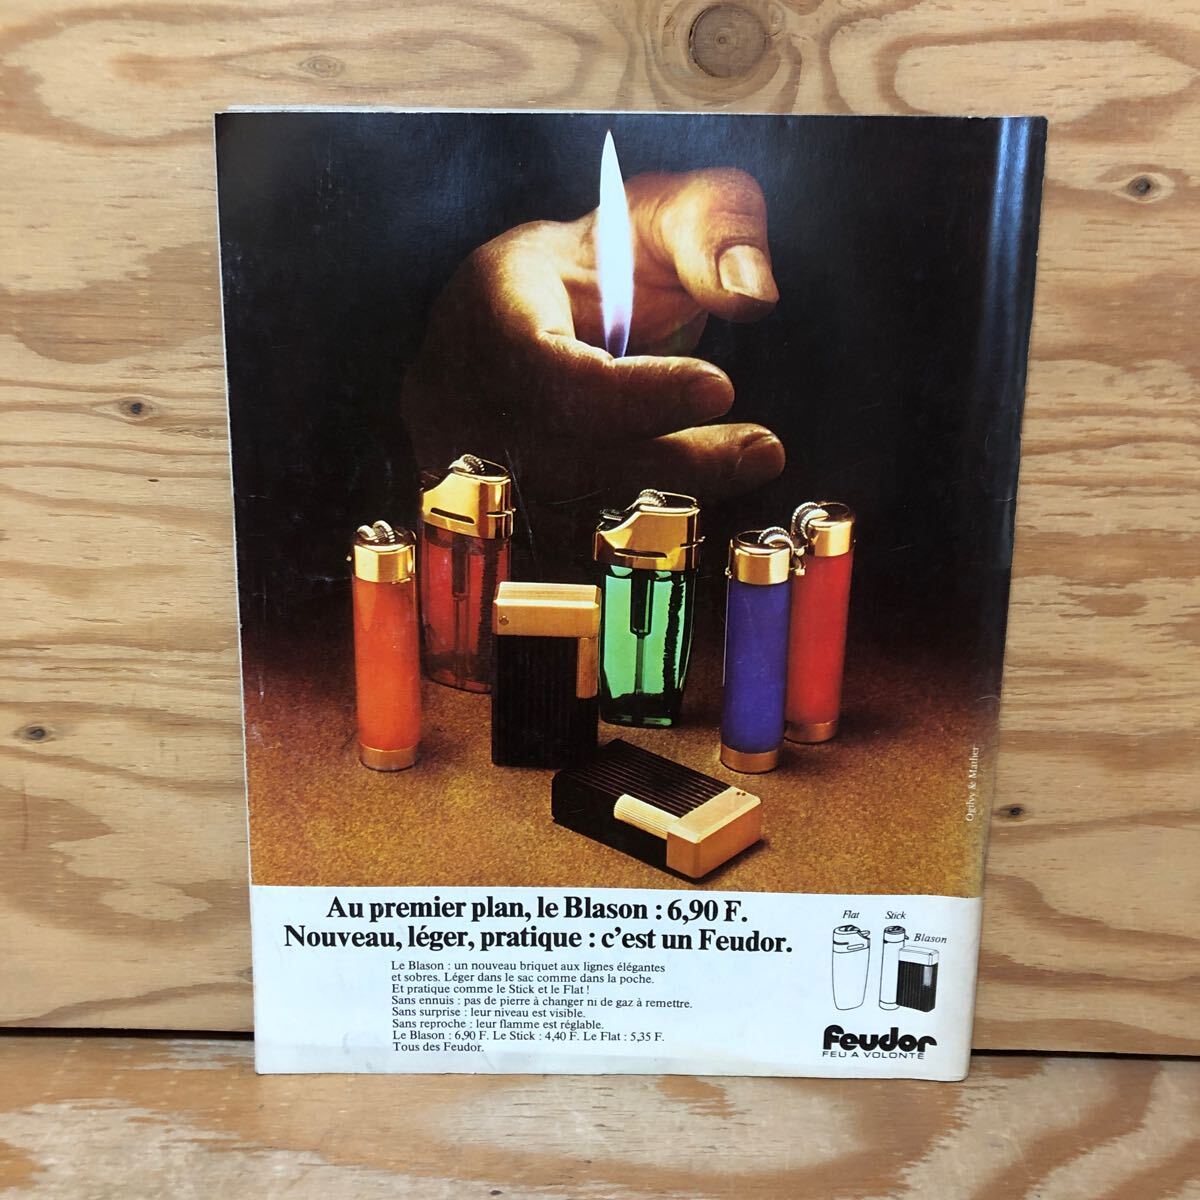 Ogilvy & Mather
Au premier plan, le Blason : 6,90 F.
Nouveau, léger, pratique : c'est un Feudor.
Le Blason : un nouveau briquet aux lignes élégantes
et sobres. Léger dans le sac comme dans la poche.
Et pratique comme le Stick et le Flat !
Sans ennuis : pas de pierre à changer ni de gaz à remettre.
Sans surprise : leur niveau est visible.
Sans reproche : leur flamme est réglable.
Le Blason : 6,90 F. Le Stick : 4,40 F. Le Flat : 5,35 F.
Tous des Feudor.
Flat
Stick
Blason
feudor
FEU A VOLONTÉ